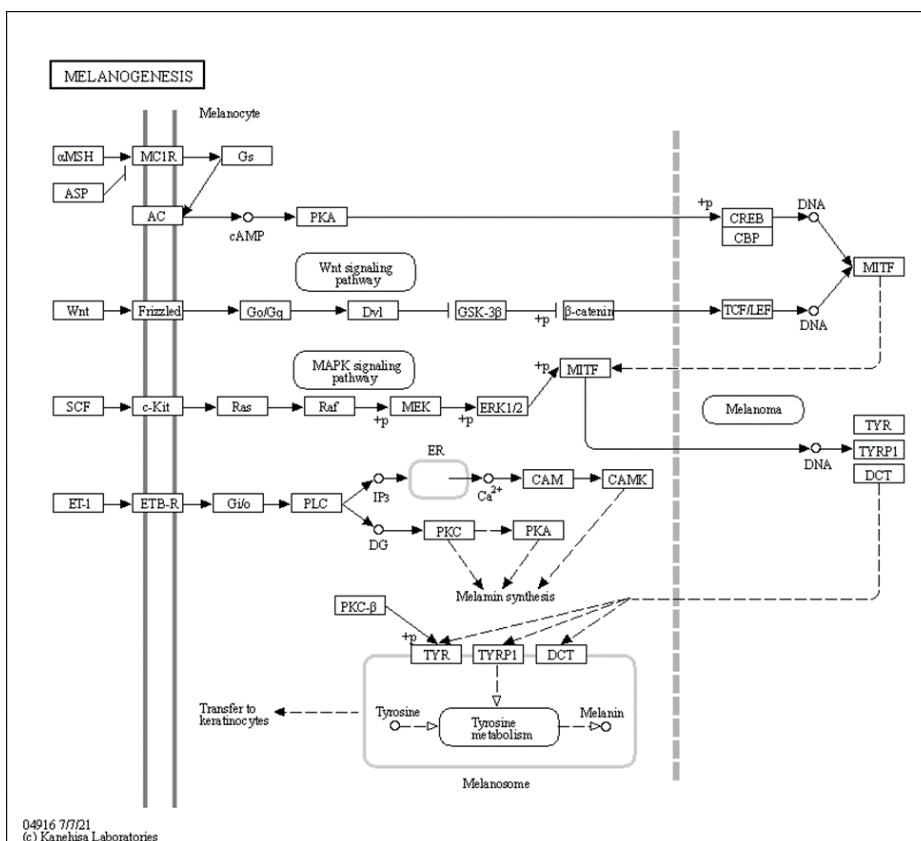 MELANOGENESIS
Melanocyte
αMSH
MC1R
Gs
ASP
AC
cAMP
PKA
+p
CREB
CBP
DNA
MITF
Wnt signaling
pathway
Wnt
Frizzled
Go/Gq
Dvl
GSK-3β
+p
β-catenin
TCF/LEF
DNA
MAPK signaling
pathway
+p
MITF
SCF
c-Kit
Ras
Raf
+p
MEK
+p
ERK1/2
Melanoma
TYR
TYRP1
DCT
DNA
ER
ET-1
ETB-R
Gi/o
PLC
IP3
Ca2+
CAM
CAMK
DG
PKC
PKA
Melamin synthesis
PKC-β
+p
TYR
TYRP1
DCT
Transfer to
keratinocytes
Tyrosine
Tyrosine
metabolism
Melanin
Melanosome
04916 7/7/21
(c) Kanehisa Laboratories